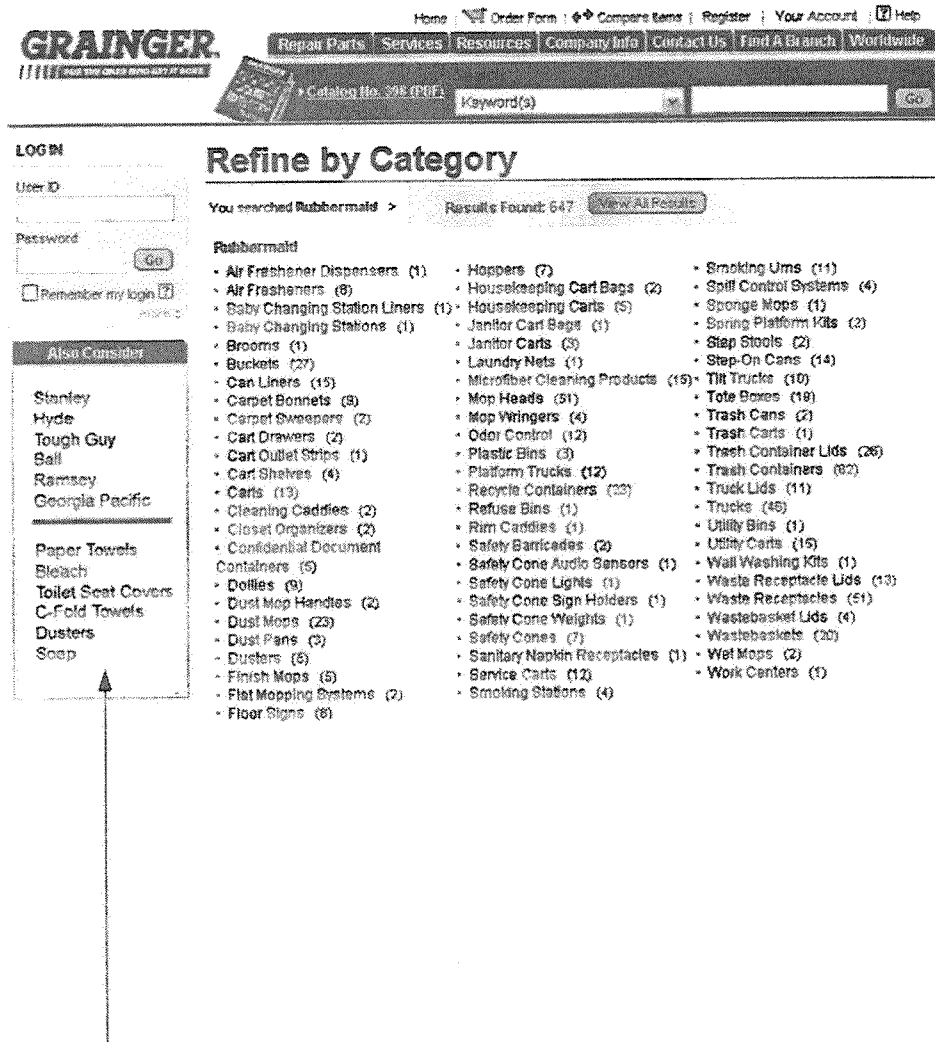 Home Order Form Compare Items Register Your Account ? Help
GRAINGER.
FOR THE ONES WHO GET IT DONE
Repair Parts Services Resources Company Info Contact Us Find A Branch Worldwide
Catalog No. 398 (PDF)
Keyword(s)
Go
LOG IN
User ID
Password
Go
Remember my login ?
Refine by Category
You searched Rubbermaid > Results Found: 647 View All Results
Rubbermaid
Also Consider
Stanley
Hyde
Tough Guy
Ball
Ramsey
Georgia Pacific
Paper Towels
Bleach
Toilet Seat Covers
C-Fold Towels
Dusters
Soap
Air Freshener Dispensers (1)
Air Fresheners (8)
Baby Changing Station Liners (1)
Baby Changing Stations (1)
Brooms (1)
Buckets (27)
Can Liners (15)
Carpet Bonnets (9)
Carpet Sweepers (2)
Cart Drawers (2)
Cart Outlet Strips (1)
Cart Shelves (4)
Carts (13)
Cleaning Caddies (2)
Closet Organizers (2)
Confidential Document
Containers (5)
Dollies (9)
Dust Mop Handles (2)
Dust Mops (23)
Dust Pans (3)
Dusters (8)
Finish Mops (5)
Flat Mopping Systems (2)
Floor Signs (6)
Hoppers (7)
Housekeeping Cart Bags (2)
Housekeeping Carts (5)
Janitor Cart Bags (1)
Janitor Carts (3)
Laundry Nets (1)
Microfiber Cleaning Products (15)
Mop Heads (51)
Mop Wringers (4)
Odor Control (12)
Plastic Bins (3)
Platform Trucks (12)
Recycle Containers (23)
Refuse Bins (1)
Rim Caddies (1)
Safety Barricades (2)
Safety Cone Audio Sensors (1)
Safety Cone Lights (1)
Safety Cone Sign Holders (1)
Safety Cone Weights (1)
Safety Cones (7)
Sanitary Napkin Receptacles (1)
Service Carts (12)
Smoking Stations (4)
Smoking Urns (11)
Spill Control Systems (4)
Sponge Mops (1)
Spring Platform Kits (2)
Step Stools (2)
Step-On Cans (14)
Tilt Trucks (10)
Tote Boxes (19)
Trash Cans (2)
Trash Carts (1)
Trash Container Lids (26)
Trash Containers (82)
Truck Lids (11)
Trucks (45)
Utility Bins (1)
Utility Carts (15)
Wall Washing Kits (1)
Waste Receptacle Lids (13)
Waste Receptacles (51)
Wastebasket Lids (4)
Wastebaskets (20)
Wet Mops (2)
Work Centers (1)